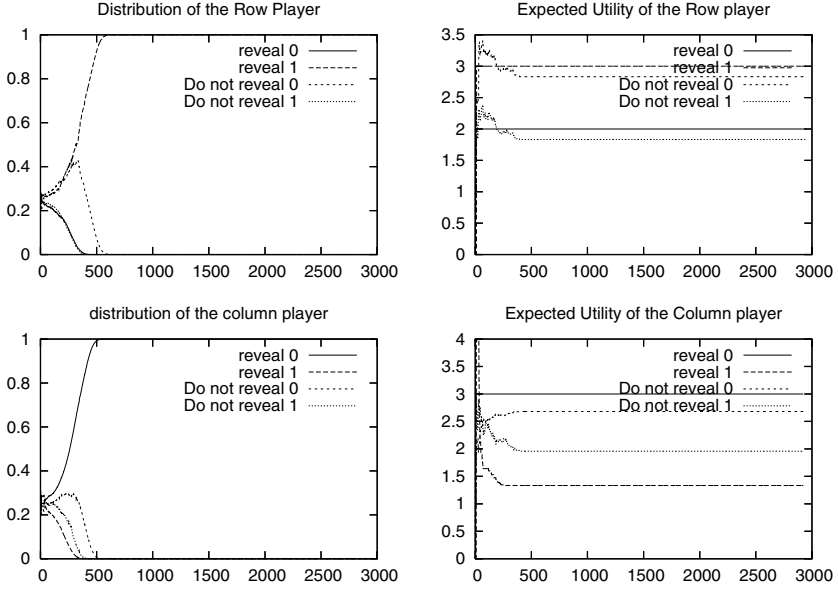 Distribution of the Row Player
1
0.8
0.6
0.4
0.2
0
0 500 1000 1500 2000 2500 3000
reveal 0
reveal 1
Do not reveal 0
Do not reveal 1
Expected Utility of the Row player
3.5
3
2.5
2
1.5
1
0.5
0
0 500 1000 1500 2000 2500 3000
reveal 0
reveal 1
Do not reveal 0
Do not reveal 1
distribution of the column player
1
0.8
0.6
0.4
0.2
0
0 500 1000 1500 2000 2500 3000
reveal 0
reveal 1
Do not reveal 0
Do not reveal 1
Expected Utility of the Column player
4
3.5
3
2.5
2
1.5
1
0.5
0
0 500 1000 1500 2000 2500 3000
reveal 0
reveal 1
Do not reveal 0
Do not reveal 1